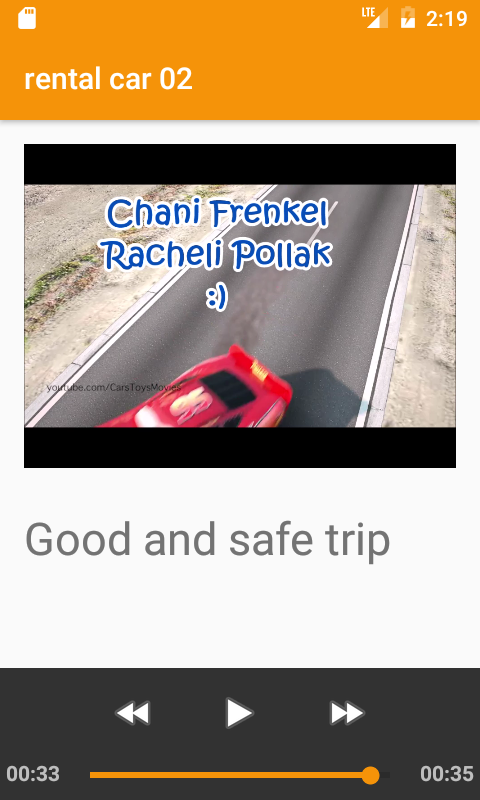 LTE 2:19
rental car 02
Chani Frenkel
Racheli Pollak
:)
youtube.com/CarsToysMovies
Good and safe trip
00:33 00:35